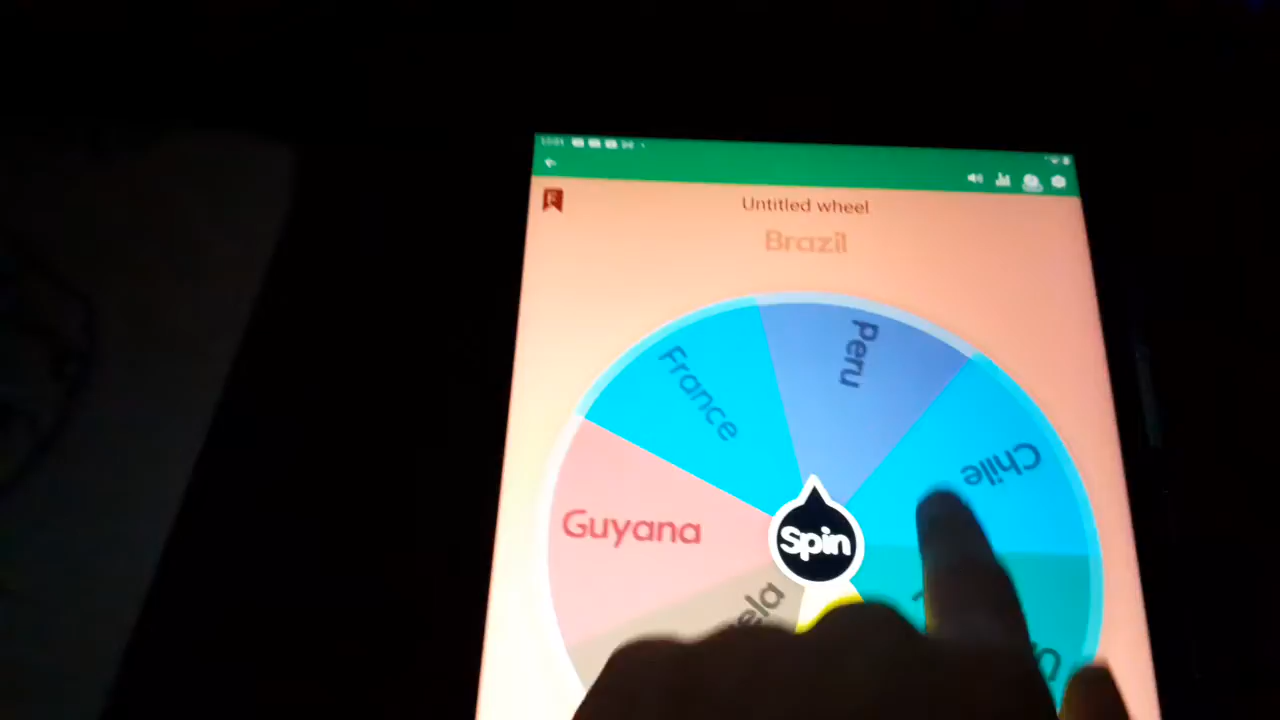 Untitled wheel
Brazil
Peru
France
Chile
Guyana
Spin